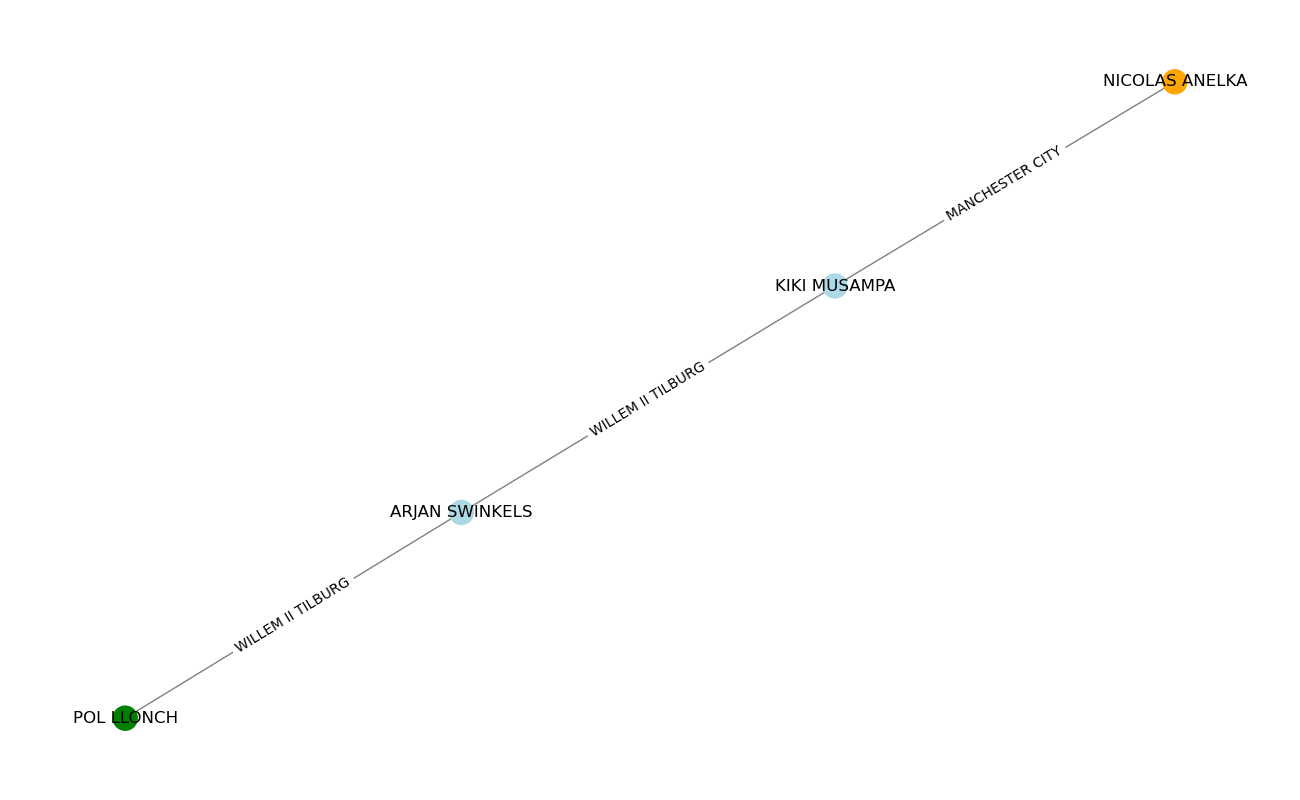 NICOLAS ANELKA
MANCHESTER CITY
KIKI MUSAMPA
WILLEM II TILBURG
ARJAN SWINKELS
WILLEM II TILBURG
POL LLONCH